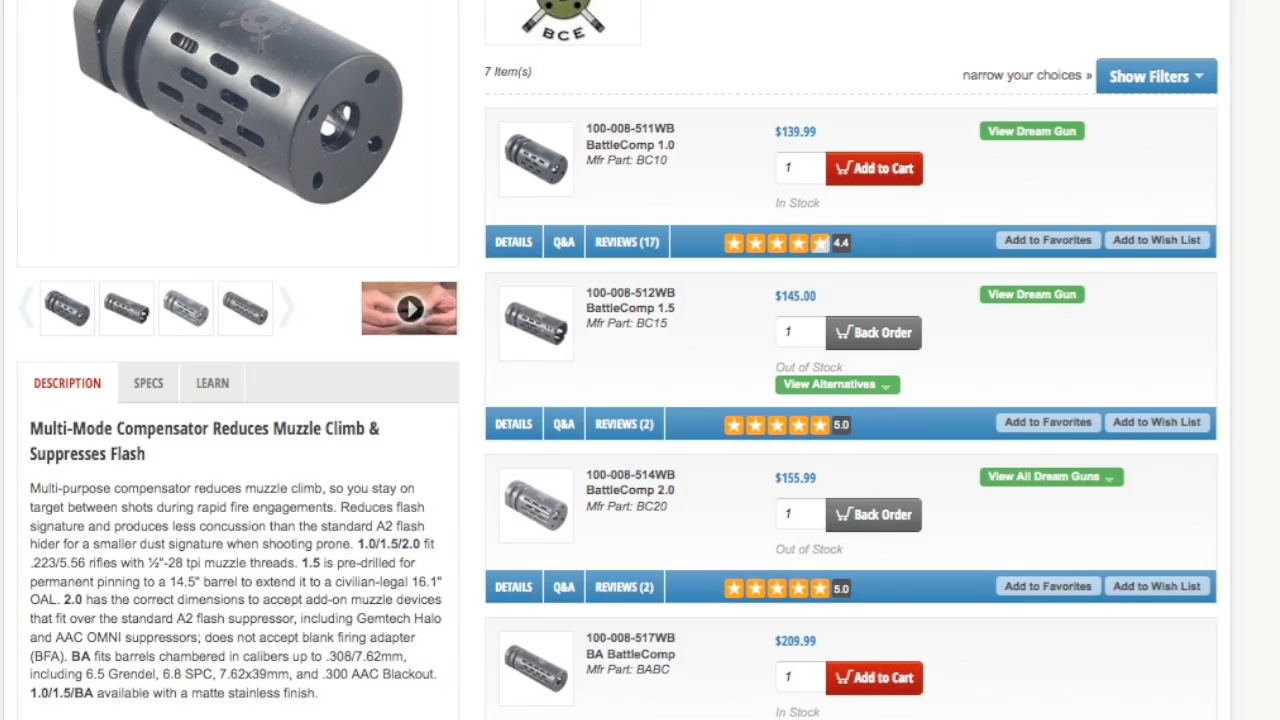 BCE
7 Item(s)
narrow your choices »
Show Filters
100-008-511WB
BattleComp 1.0
Mfr Part: BC10
$139.99
1
Add to Cart
In Stock
View Dream Gun
DETAILS
Q&A
REVIEWS (17)
4.4
Add to Favorites
Add to Wish List
100-008-512WB
BattleComp 1.5
Mfr Part: BC15
$145.00
1
Back Order
Out of Stock
View Alternatives
View Dream Gun
DETAILS
Q&A
REVIEWS (2)
5.0
Add to Favorites
Add to Wish List
100-008-514WB
BattleComp 2.0
Mfr Part: BC20
$155.99
1
Back Order
Out of Stock
View All Dream Guns
DETAILS
Q&A
REVIEWS (2)
5.0
Add to Favorites
Add to Wish List
100-008-517WB
BA BattleComp
Mfr Part: BABC
$209.99
1
Add to Cart
In Stock
DESCRIPTION
SPECS
LEARN
Multi-Mode Compensator Reduces Muzzle Climb &
Suppresses Flash
Multi-purpose compensator reduces muzzle climb, so you stay on
target between shots during rapid fire engagements. Reduces flash
signature and produces less concussion than the standard A2 flash
hider for a smaller dust signature when shooting prone. 1.0/1.5/2.0 fit
.223/5.56 rifles with ½"-28 tpi muzzle threads. 1.5 is pre-drilled for
permanent pinning to a 14.5" barrel to extend it to a civilian-legal 16.1"
OAL. 2.0 has the correct dimensions to accept add-on muzzle devices
that fit over the standard A2 flash suppressor, including Gemtech Halo
and AAC OMNI suppressors; does not accept blank firing adapter
(BFA). BA fits barrels chambered in calibers up to .308/7.62mm,
including 6.5 Grendel, 6.8 SPC, 7.62x39mm, and .300 AAC Blackout.
1.0/1.5/BA available with a matte stainless finish.